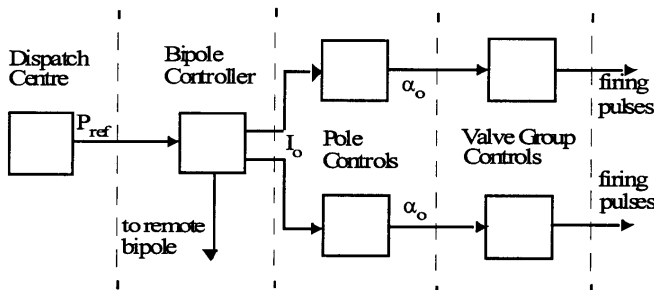 Dispatch
Centre
Bipole
Controller
P_ref
I_o
to remote
bipole
α_o
Pole
Controls
α_o
Valve Group
Controls
firing
pulses
firing
pulses